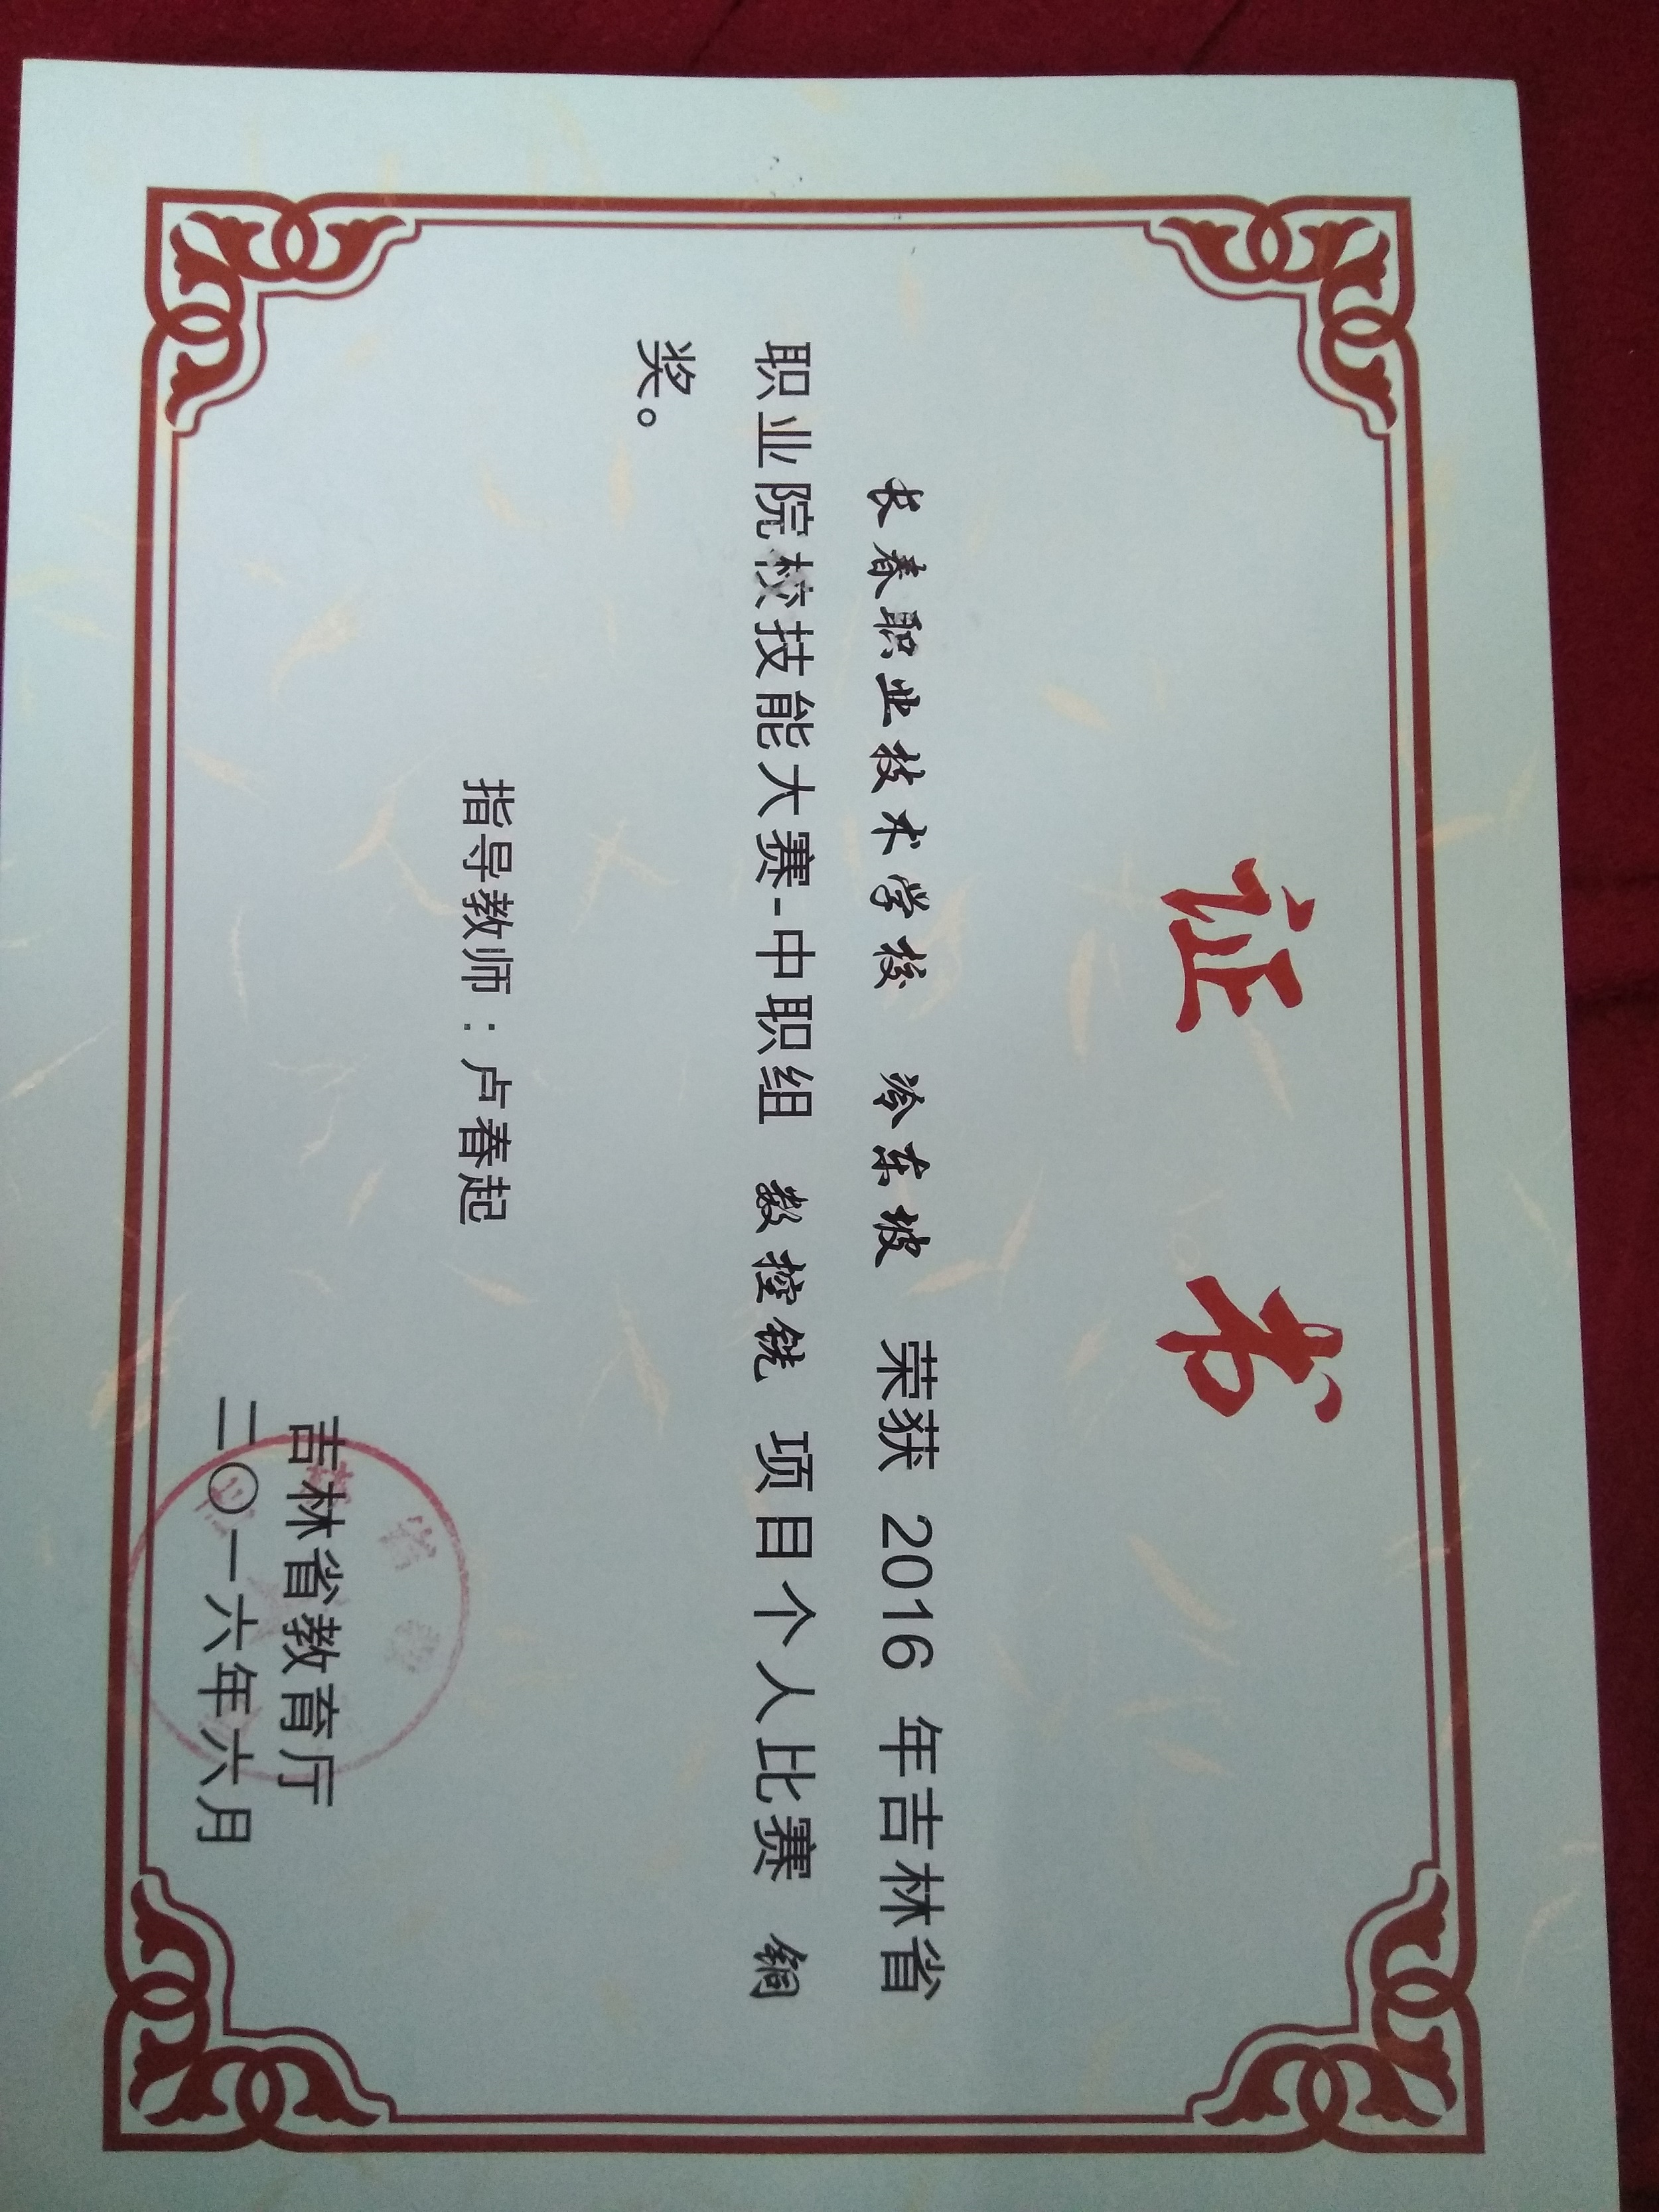 证书
长春职业技术学校 冷东坡 荣获 2016 年吉林省
职业院校技能大赛-中职组 数控铣 项目个人比赛 铜
奖。
指导教师：卢春起
吉林省教育厅
二〇一六年六月